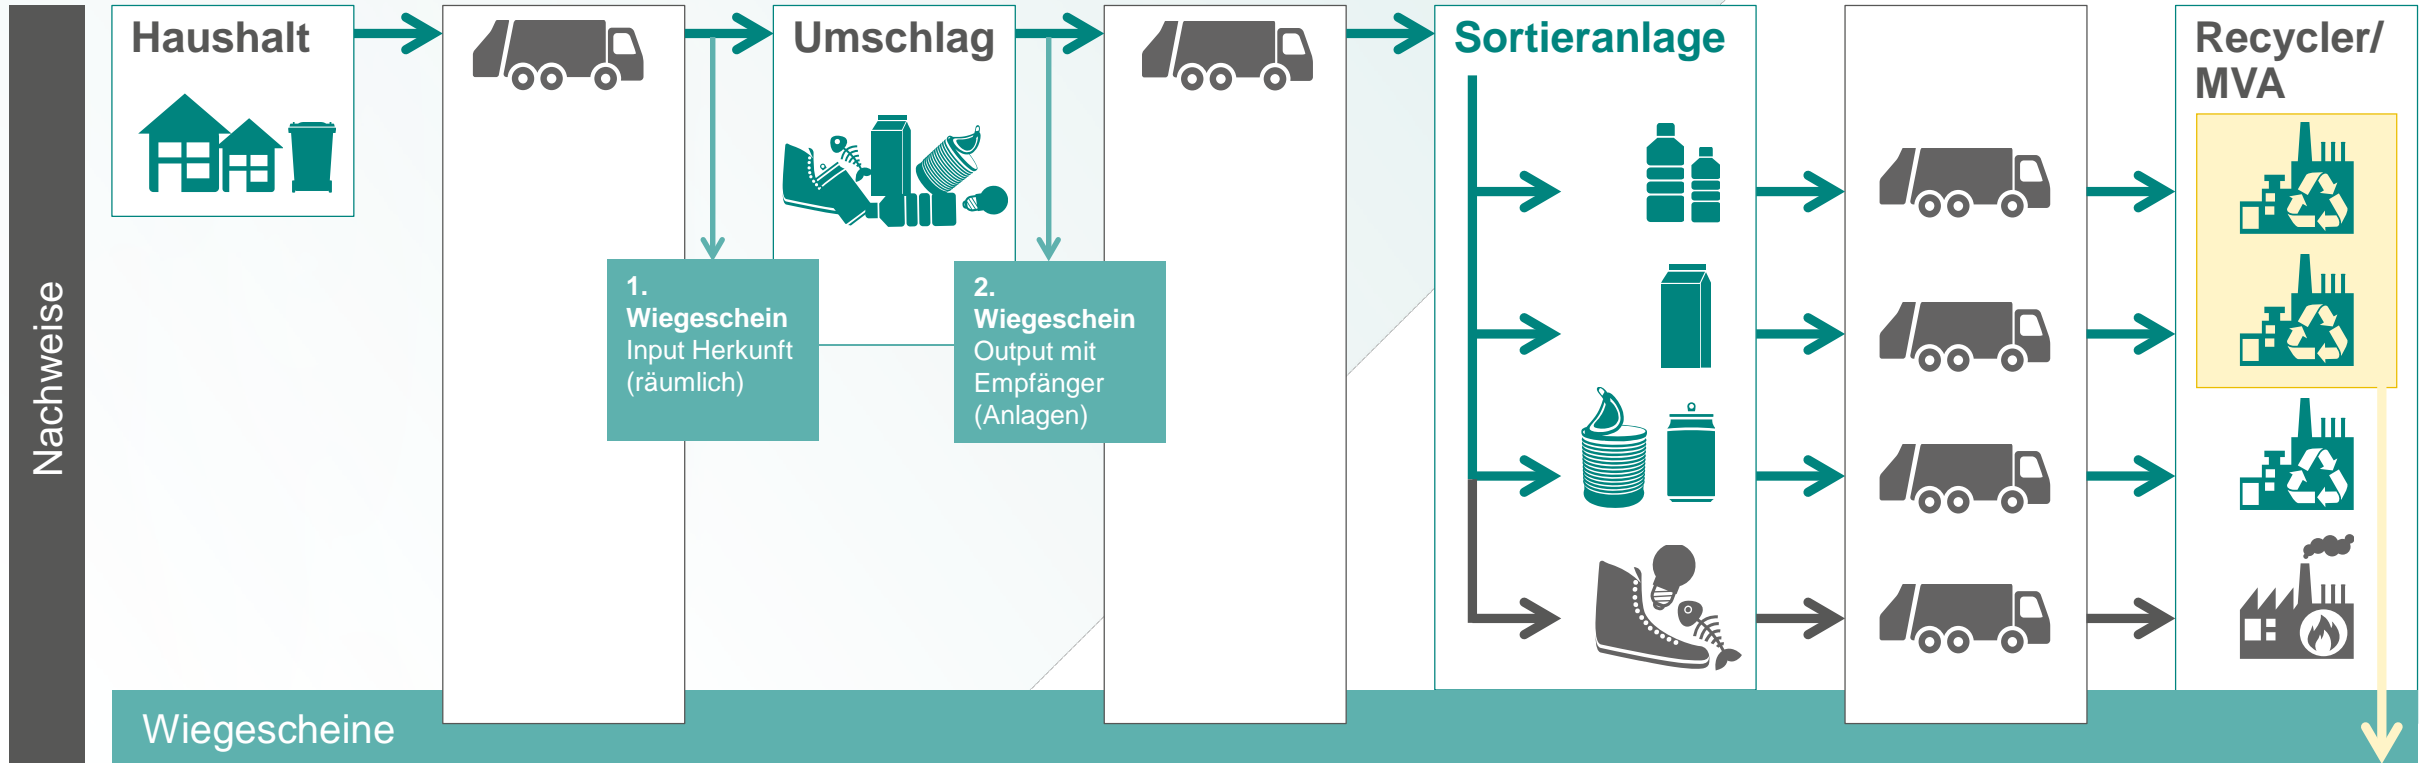 Nachweise
Haushalt
Umschlag
Sortieranlage
Recycler/
MVA
1.
Wiegeschein
Input Herkunft
(räumlich)
2.
Wiegeschein
Output mit
Empfänger
(Anlagen)
Wiegescheine